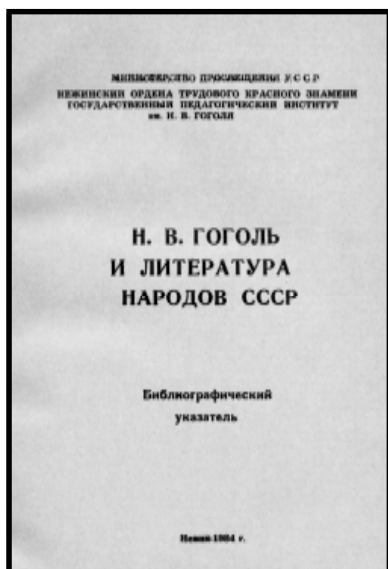 МИНИСТЕРСТВО ПРОСВЕЩЕНИЯ УССР
НЕЖИНСКИЙ ОРДЕНА ТРУДОВОГО КРАСНОГО ЗНАМЕНИ
ГОСУДАРСТВЕННЫЙ ПЕДАГОГИЧЕСКИЙ ИНСТИТУТ
им. Н. В. ГОГОЛЯ
Н. В. ГОГОЛЬ
И ЛИТЕРАТУРА
НАРОДОВ СССР
Библиографический
указатель
Нежин-1984 г.